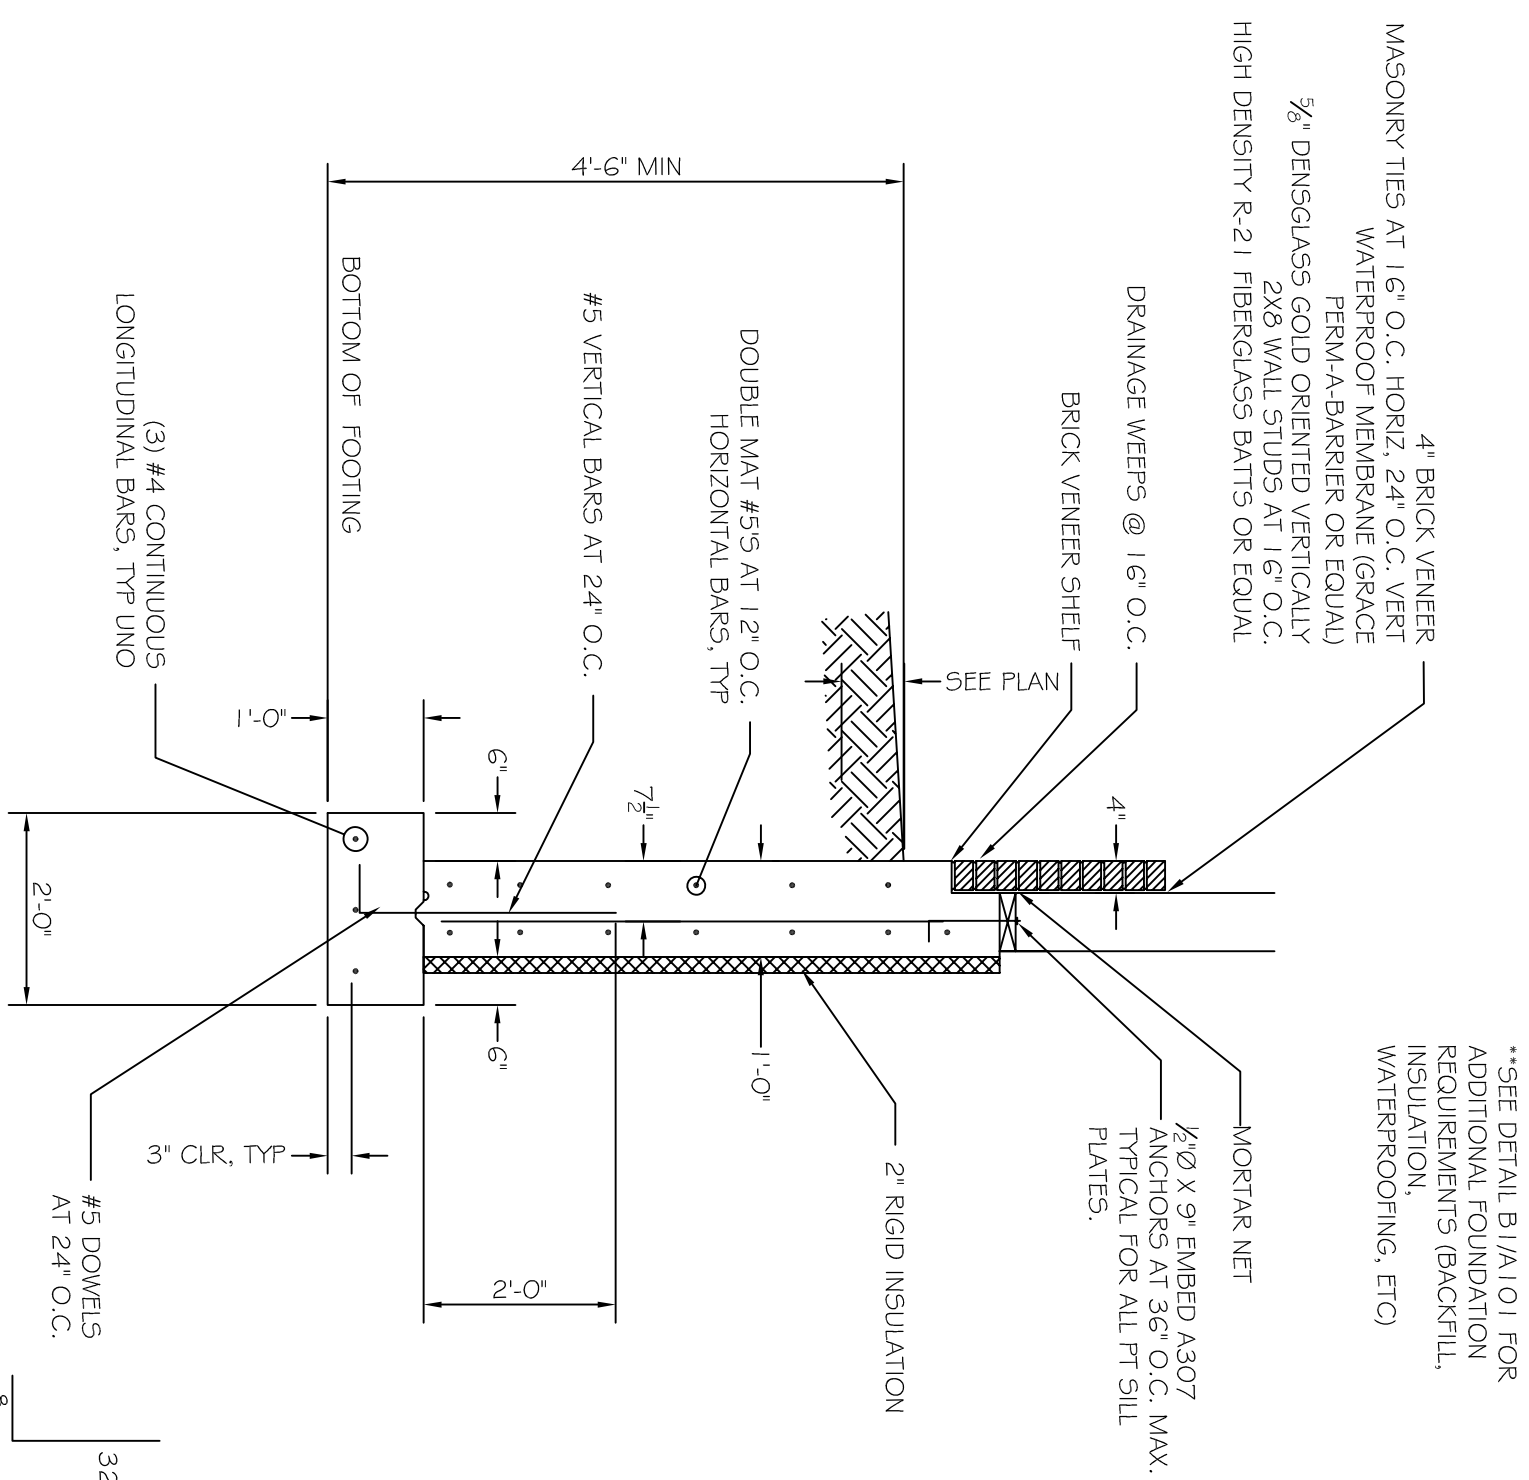 4" BRICK VENEER
MASONRY TIES AT 16" O.C. HORIZ, 24" O.C. VERT
WATERPROOF MEMBRANE (GRACE
PERM-A-BARRIER OR EQUAL)
5/8" DENSGLASS GOLD ORIENTED VERTICALLY
2X8 WALL STUDS AT 16" O.C.
HIGH DENSITY R-21 FIBERGLASS BATTS OR EQUAL
DRAINAGE WEEPS @ 16" O.C.
BRICK VENEER SHELF
SEE PLAN
4'-6" MIN
DOUBLE MAT #5'S AT 12" O.C.
HORIZONTAL BARS, TYP
#5 VERTICAL BARS AT 24" O.C.
BOTTOM OF FOOTING
(3) #4 CONTINUOUS
LONGITUDINAL BARS, TYP UNO
4"
7½"
6"
1'-0"
2'-0"
6"
1'-0"
**SEE DETAIL B1/A101 FOR
ADDITIONAL FOUNDATION
REQUIREMENTS (BACKFILL,
INSULATION,
WATERPROOFING, ETC)
MORTAR NET
½"Ø X 9" EMBED A307
ANCHORS AT 36" O.C. MAX.
TYPICAL FOR ALL PT SILL
PLATES.
2" RIGID INSULATION
2'-0"
3" CLR, TYP
#5 DOWELS
AT 24" O.C.
32
8